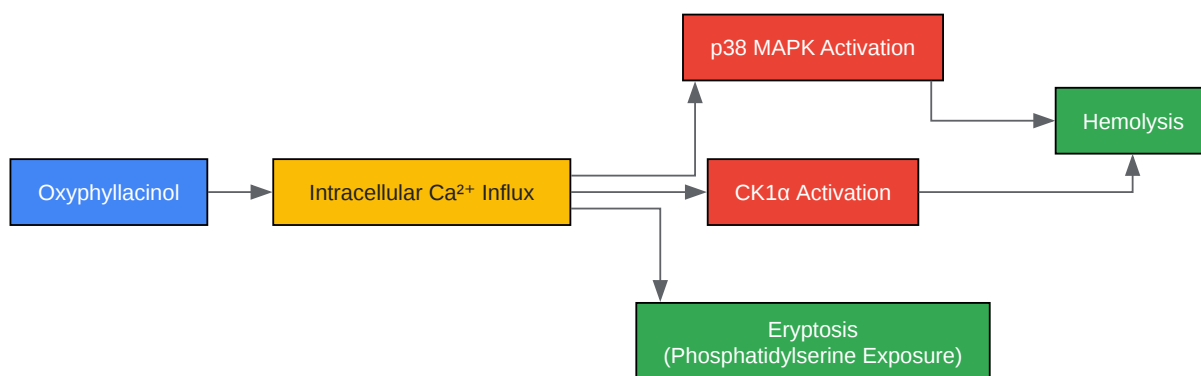 p38 MAPK Activation
Hemolysis
Oxyphyllacinol
Intracellular Ca²⁺ Influx
CK1α Activation
Eryptosis
(Phosphatidylserine Exposure)